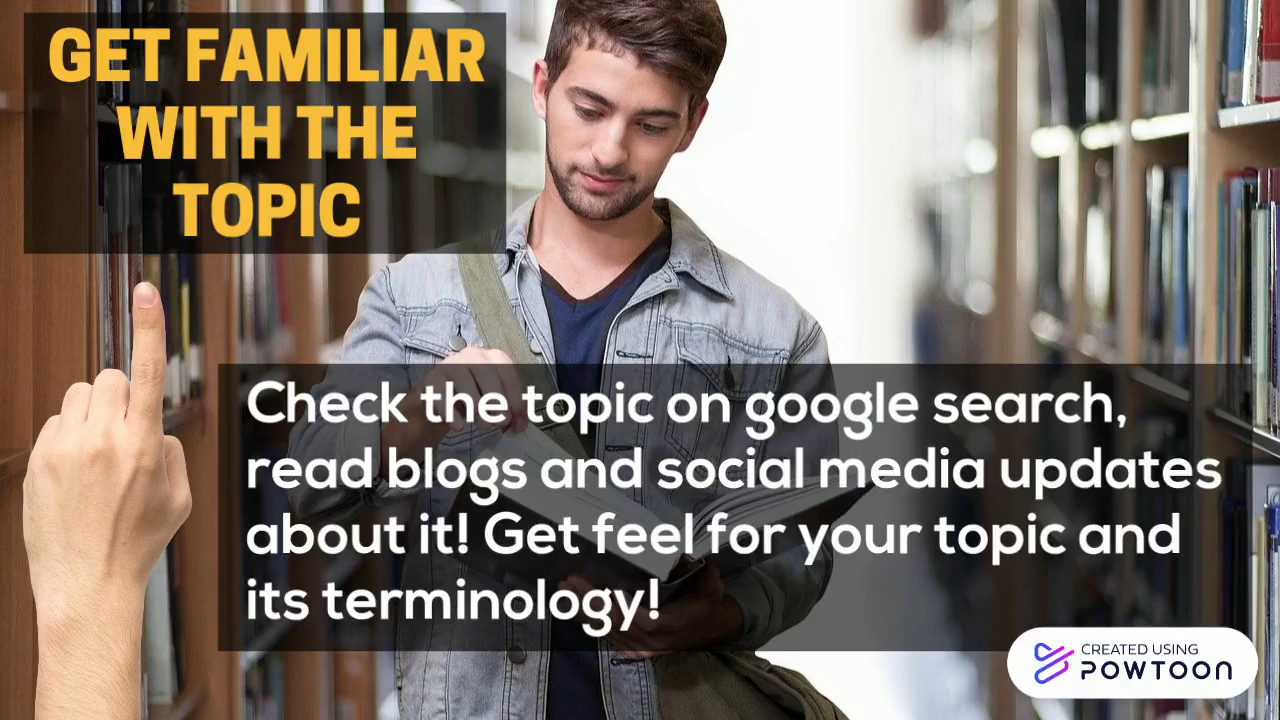 GET FAMILIAR
WITH THE
TOPIC
Check the topic on google search,
read blogs and social media updates
about it! Get feel for your topic and
its terminology!
CREATED USING
POWTOON